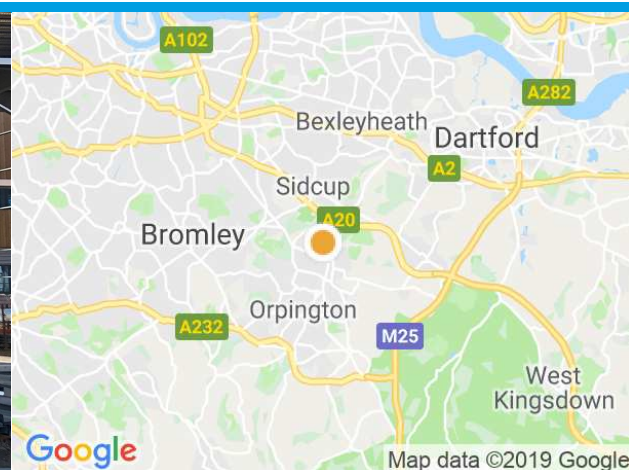 A102
A282
Bexleyheath
Dartford
A2
Sidcup
A20
Bromley
Orpington
A232
M25
West
Kingsdown
Google
Map data ©2019 Google